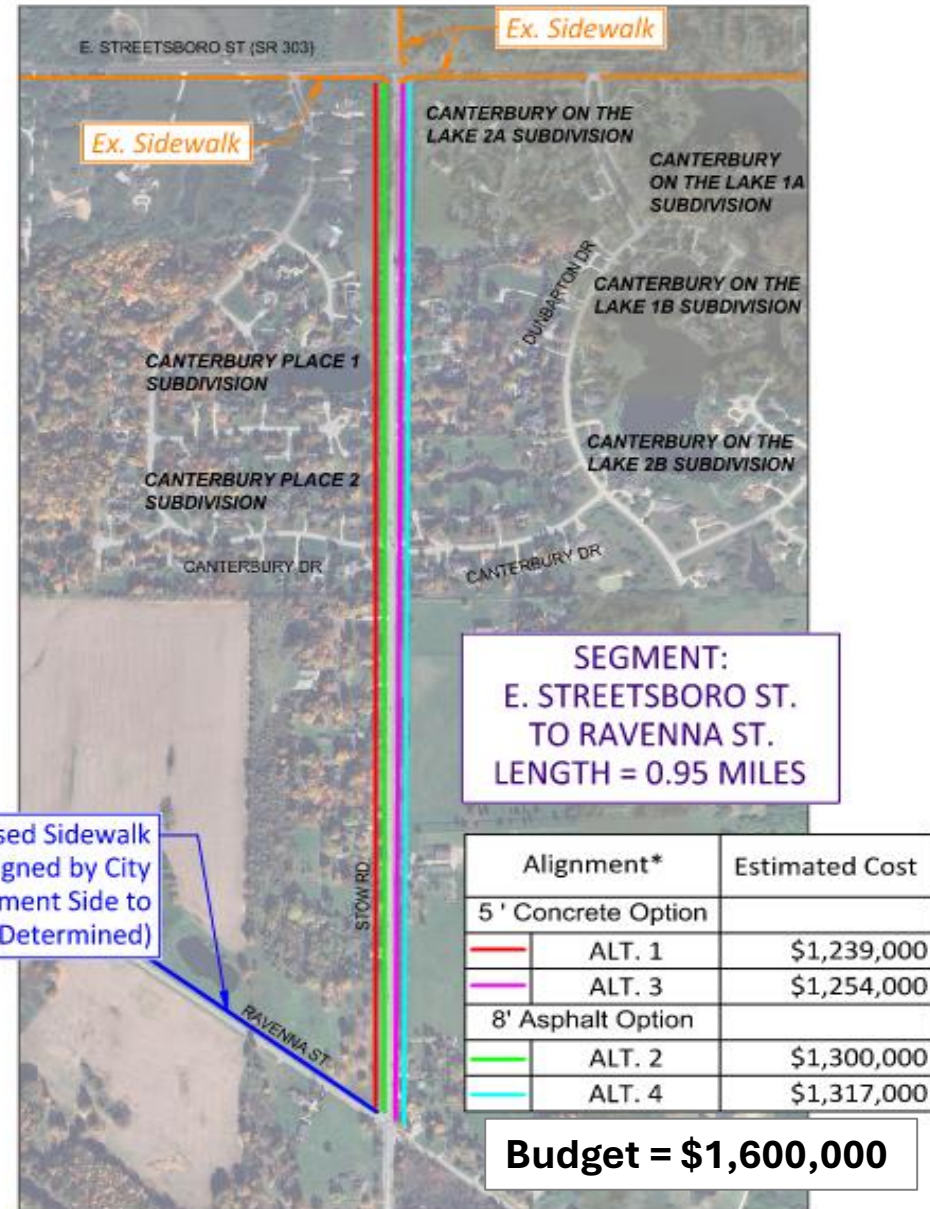 E. STREETSBORO ST (SR 303)
Ex. Sidewalk
Ex. Sidewalk
CANTERBURY ON THE
LAKE 2A SUBDIVISION
CANTERBURY
ON THE LAKE 1A
SUBDIVISION
DUNBARTON DR
CANTERBURY ON THE
LAKE 1B SUBDIVISION
CANTERBURY PLACE 1
SUBDIVISION
CANTERBURY ON THE
LAKE 2B SUBDIVISION
CANTERBURY PLACE 2
SUBDIVISION
CANTERBURY DR
CANTERBURY DR
SEGMENT:
E. STREETSBORO ST.
TO RAVENNA ST.
LENGTH = 0.95 MILES
sed Sidewalk
igned by City
ment Side to
Determined)
STOW RD.
RAVENNA ST.
Alignment* Estimated Cost
5 ' Concrete Option
ALT. 1 $1,239,000
ALT. 3 $1,254,000
8' Asphalt Option
ALT. 2 $1,300,000
ALT. 4 $1,317,000
Budget = $1,600,000